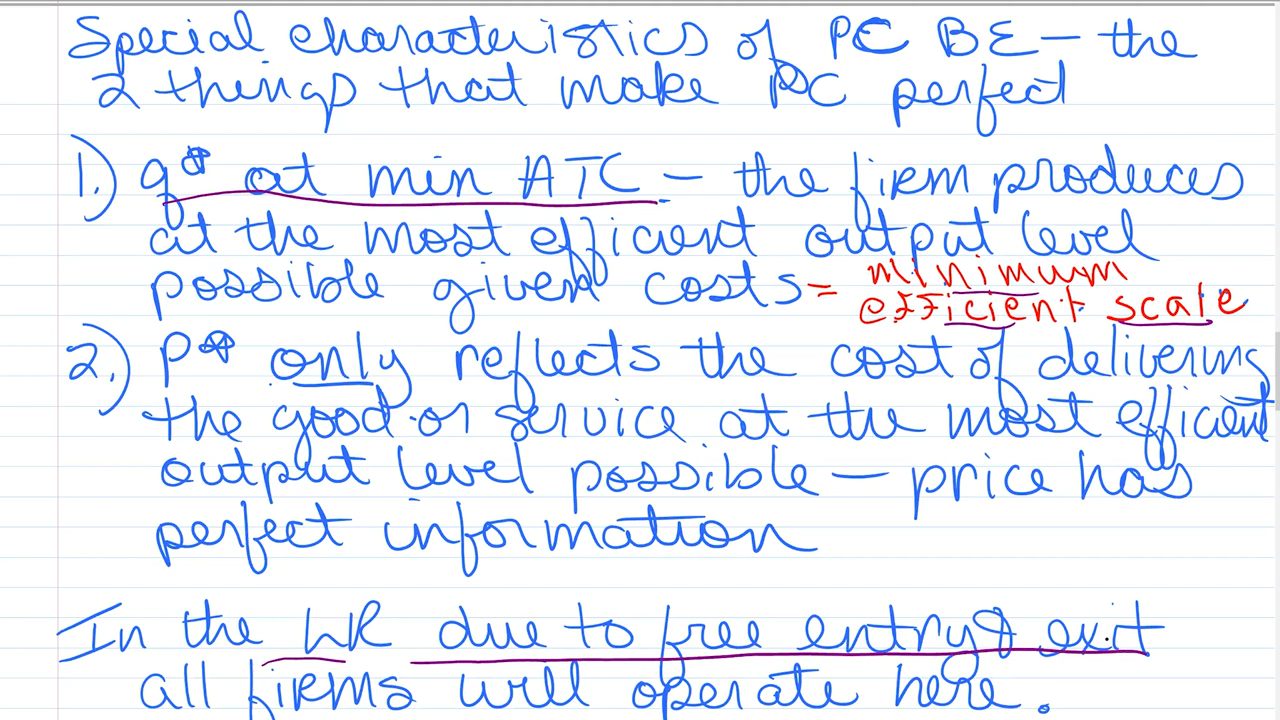 Special characteristics of PC BE – the
2 things that make PC perfect
1.) q* at min ATC – the firm produces
at the most efficient output level
possible given costs = minimum
efficient scale
2.) P* only reflects the cost of delivering
the good or service at the most efficient
output level possible – price has
perfect information
In the LR due to free entry & exit
all firms will operate here.